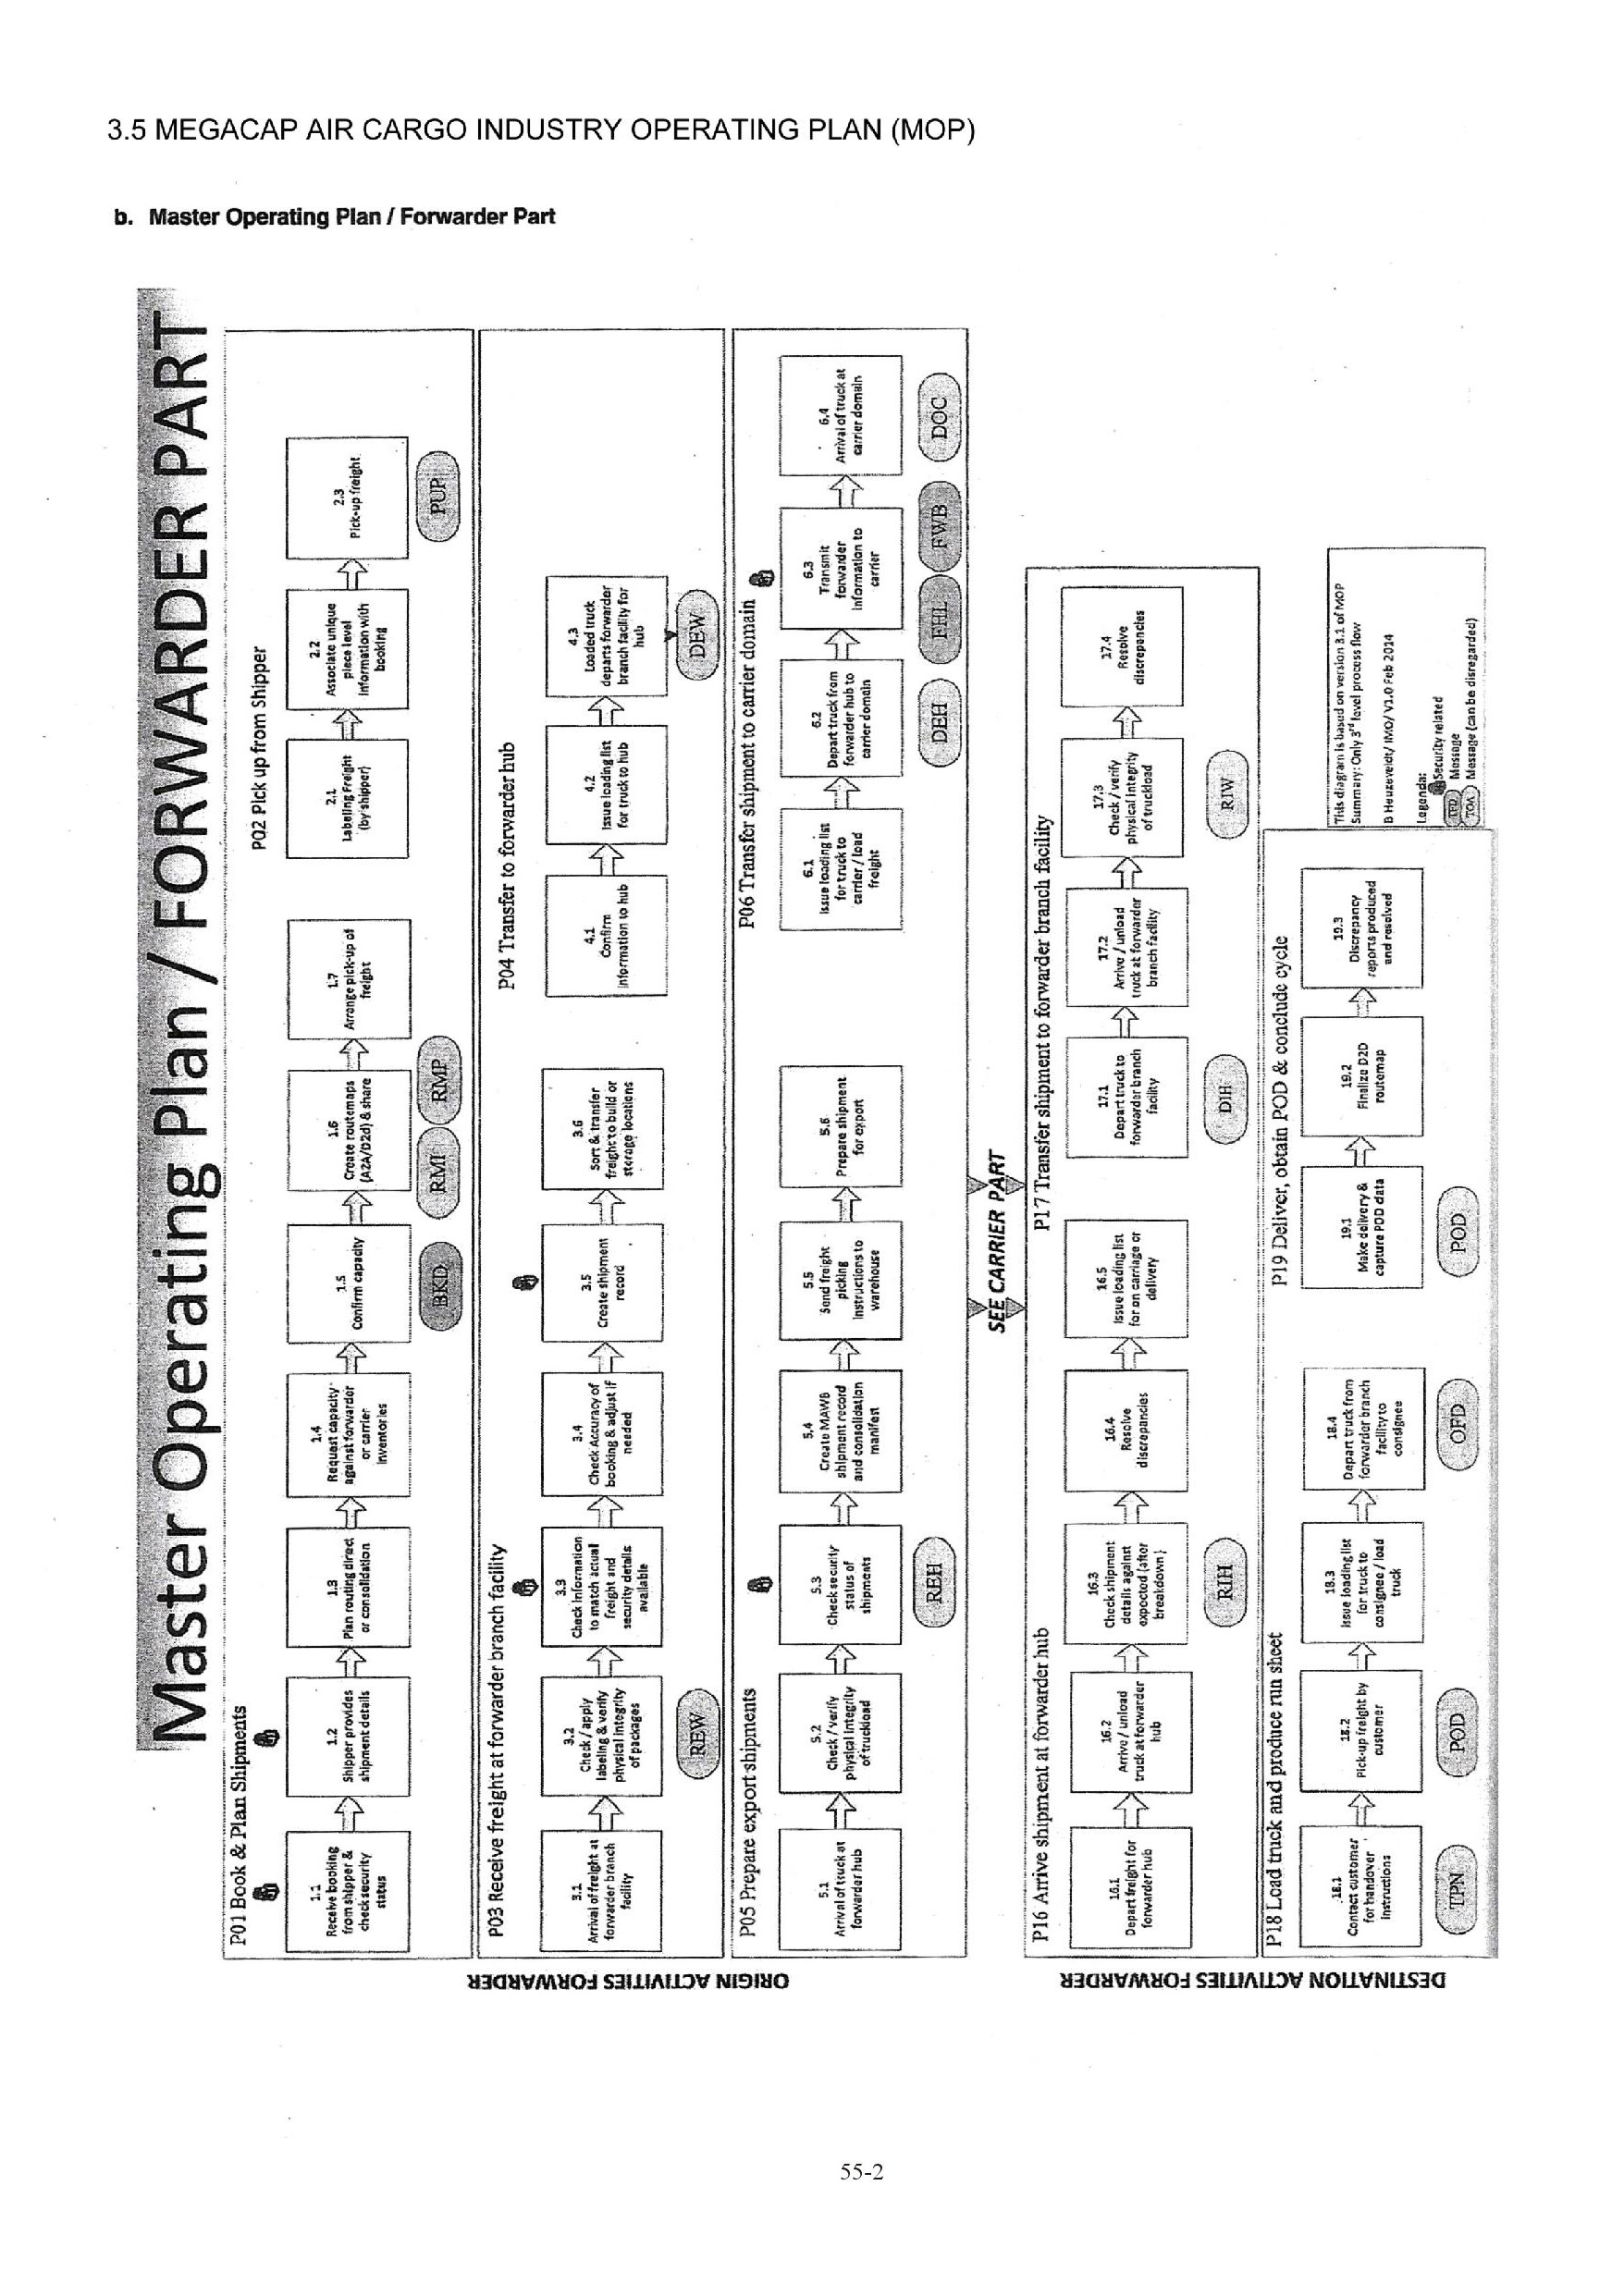 3.5 MEGACAP AIR CARGO INDUSTRY OPERATING PLAN (MOP)
b. Master Operating Plan / Forwarder Part
Master Operating Plan / FORWARDER PART
ORIGIN ACTIVITIES FORWARDER
P01 Book & Plan Shipments
1.1
Receive booking
from shipper &
check security
status
1.2
Shipper provides
shipment details
1.3
Plan routing direct
or consolidation
1.4
Request capacity
against forwarder
or carrier
inventories
1.5
Confirm capacity
BKD
1.6
Create routemaps
(A2A/D2d) & share
RMI
RMP
1.7
Arrange pick-up of
freight
P02 Pick up from Shipper
2.1
Labeling Freight
(by shipper)
2.2
Associate unique
piece level
information with
booking
2.3
Pick-up freight
PUP
P03 Receive freight at forwarder branch facility
3.1
Arrival of freight at
forwarder branch
facility
3.2
Check / apply
labeling & verify
physical integrity
of packages
REW
3.3
Check information
to match actual
freight and
security details
available
3.4
Check Accuracy of
booking & adjust if
needed
3.5
Create shipment
record
3.6
Sort & transfer
freight to build or
storage locations
P04 Transfer to forwarder hub
4.1
Confirm
information to hub
4.2
Issue loading list
for truck to hub
4.3
Loaded truck
departs forwarder
branch facility for
hub
DEW
P05 Prepare export shipments
5.1
Arrival of truck at
forwarder hub
5.2
Check / verify
physical integrity
of truckload
5.3
Check security
status of
shipments
REH
5.4
Create MAWB
shipment record
and consolidation
manifest
5.5
Send freight
picking
instructions to
warehouse
5.6
Prepare shipment
for export
P06 Transfer shipment to carrier domain
6.1
Issue loading list
for truck to
carrier / load
freight
6.2
Depart truck from
forwarder hub to
carrier domain
DEH
6.3
Transmit
forwarder
information to
carrier
FHL
FWB
6.4
Arrival of truck at
carrier domain
DOC
SEE CARRIER PART
DESTINATION ACTIVITIES FORWARDER
P16 Arrive shipment at forwarder hub
16.1
Depart freight for
forwarder hub
16.2
Arrive / unload
truck at forwarder
hub
16.3
Check shipment
details against
expected (after
breakdown)
RIH
16.4
Resolve
discrepancies
16.5
Issue loading list
for on carriage or
delivery
P17 Transfer shipment to forwarder branch facility
17.1
Depart truck to
forwarder branch
facility
DIH
17.2
Arrive / unload
truck at forwarder
branch facility
17.3
Check / verify
physical integrity
of truckload
RIW
17.4
Resolve
discrepancies
P18 Load truck and produce run sheet
18.1
Contact customer
for handover
instructions
TPN
18.2
Pick-up freight by
customer
POD
18.3
Issue loading list
for truck to
consignee / load
truck
18.4
Depart truck from
forwarder branch
facility to
consignee
OFD
P19 Deliver, obtain POD & conclude cycle
19.1
Make delivery &
capture POD data
POD
19.2
Finalize D2D
routemap
19.3
Discrepancy
reports produced
and resolved
This diagram is based on version 3.1 of MOP
Summary: Only 3rd level process flow
B Heuzeveldt/ IMO/ V1.0 Feb 2014
Legenda:
Security related
Message
TOA Message (can be disregarded)
55-2